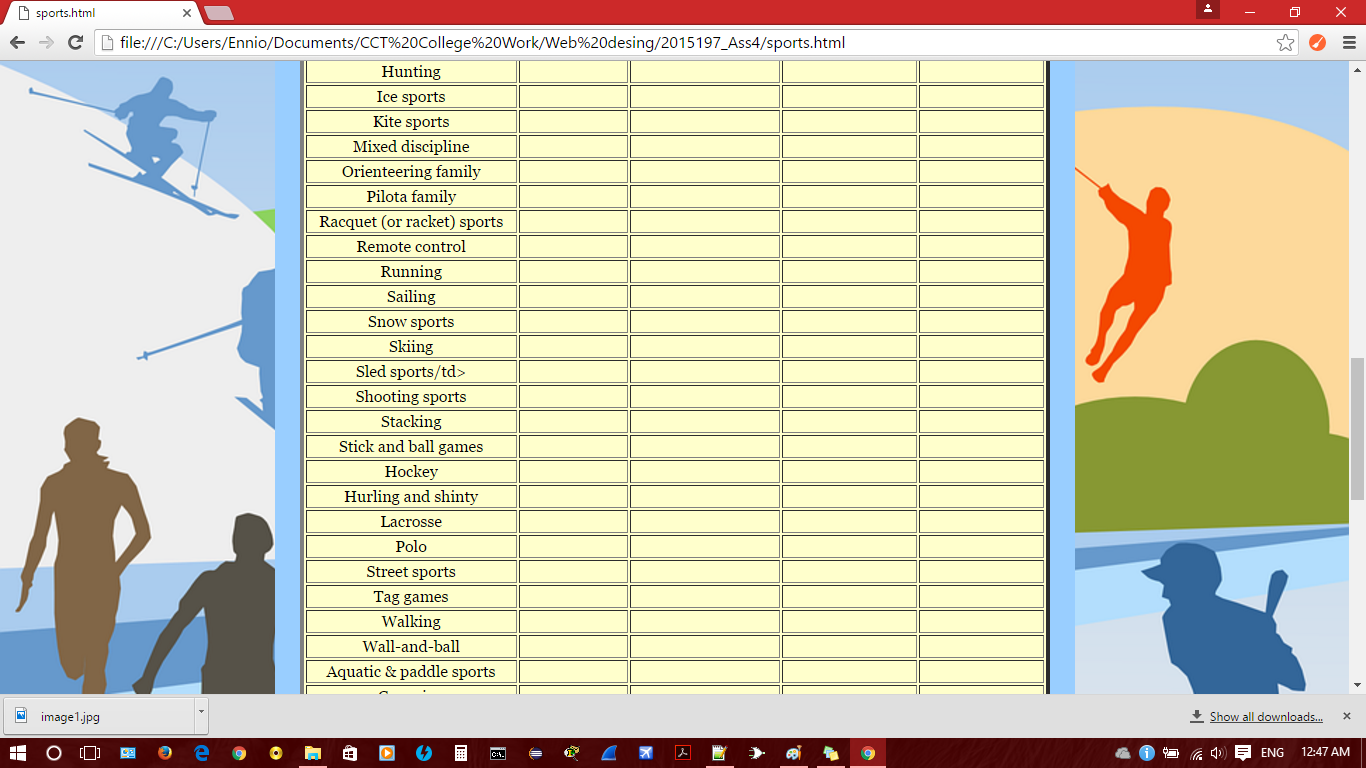 sports.html
file:///C:/Users/Ennio/Documents/CCT%20College%20Work/Web%20desing/2015197_Ass4/sports.html
Hunting
Ice sports
Kite sports
Mixed discipline
Orienteering family
Pilota family
Racquet (or racket) sports
Remote control
Running
Sailing
Snow sports
Skiing
Sled sports/td>
Shooting sports
Stacking
Stick and ball games
Hockey
Hurling and shinty
Lacrosse
Polo
Street sports
Tag games
Walking
Wall-and-ball
Aquatic & paddle sports
image1.jpg
Show all downloads...
ENG
12:47 AM